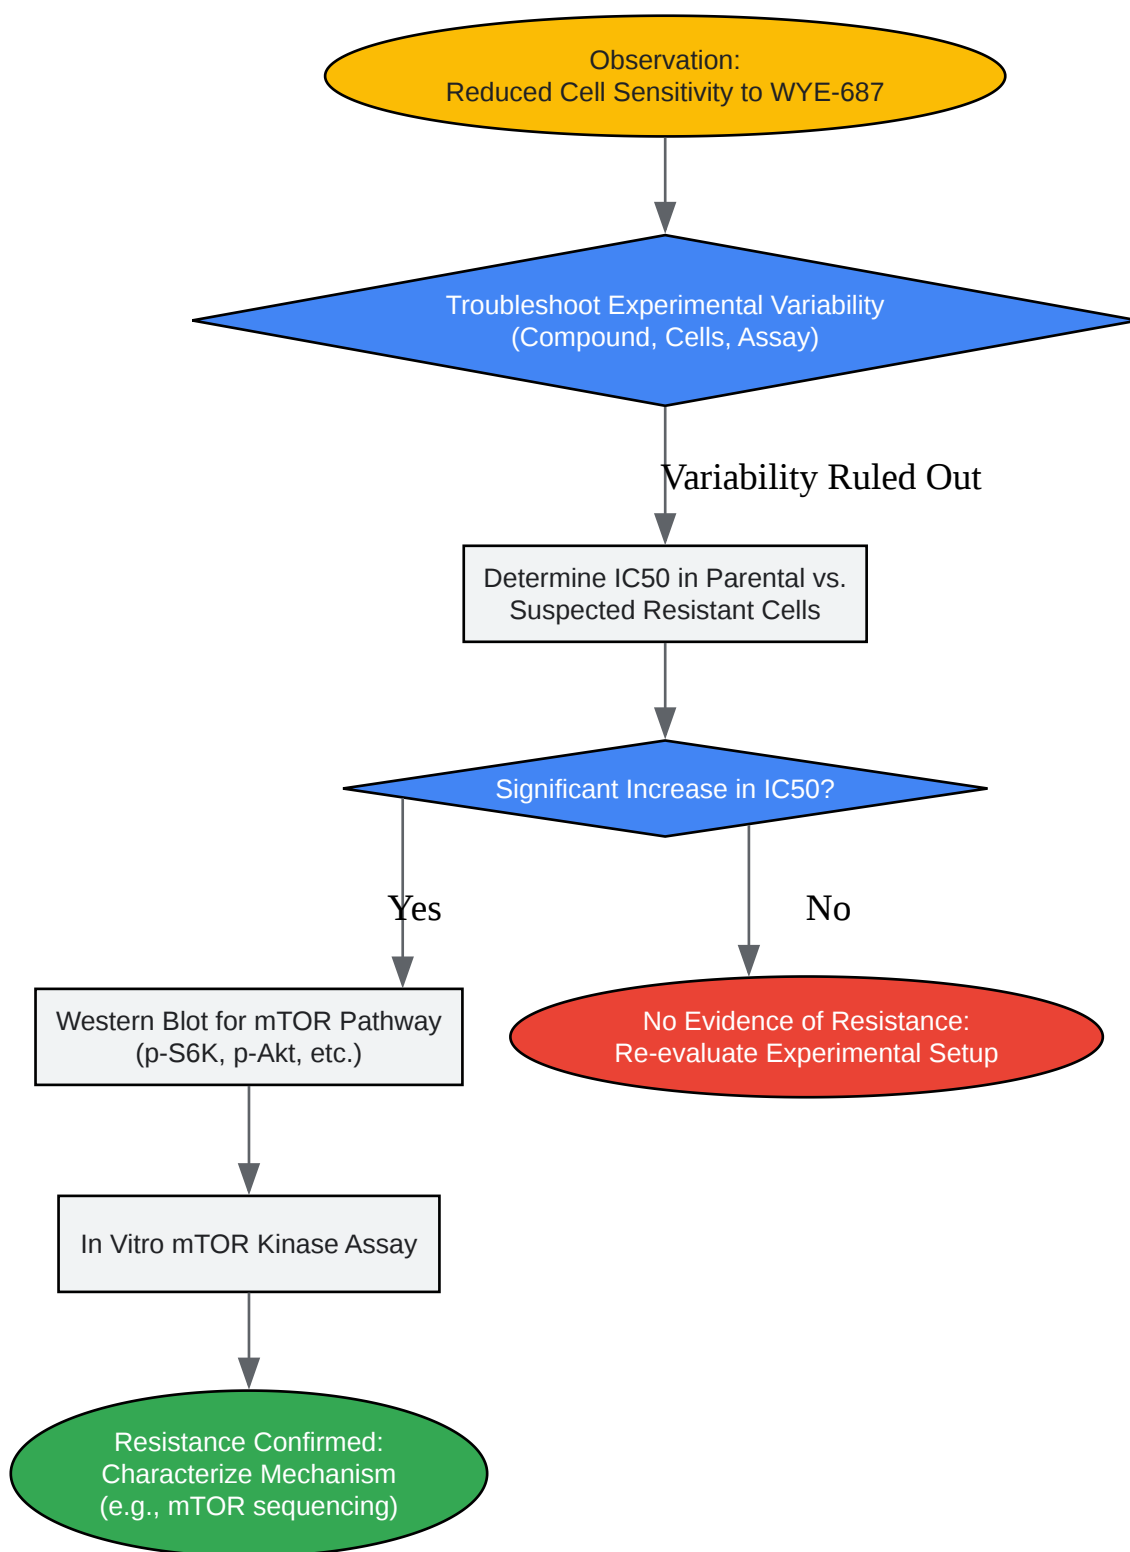 Observation:
Reduced Cell Sensitivity to WYE-687
Troubleshoot Experimental Variability
(Compound, Cells, Assay)
Variability Ruled Out
Determine IC50 in Parental vs.
Suspected Resistant Cells
Significant Increase in IC50?
Yes
No
Western Blot for mTOR Pathway
(p-S6K, p-Akt, etc.)
No Evidence of Resistance:
Re-evaluate Experimental Setup
In Vitro mTOR Kinase Assay
Resistance Confirmed:
Characterize Mechanism
(e.g., mTOR sequencing)